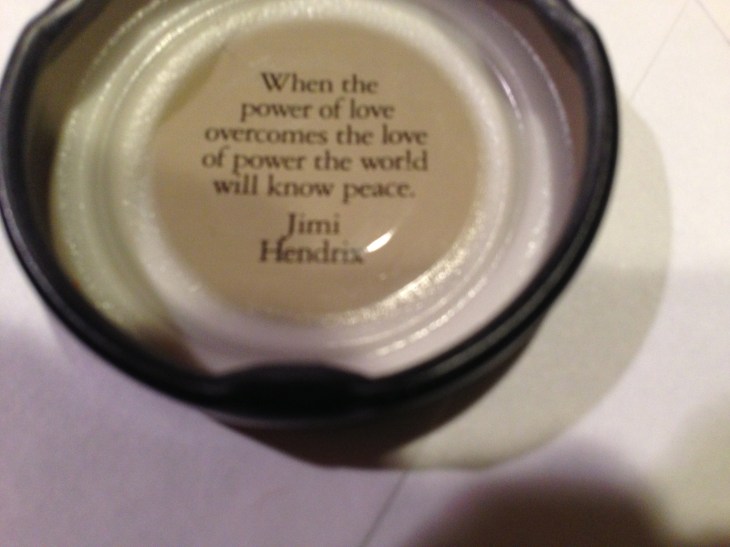 When the
power of love
overcomes the love
of power the world
will know peace.
Jimi
Hendrix